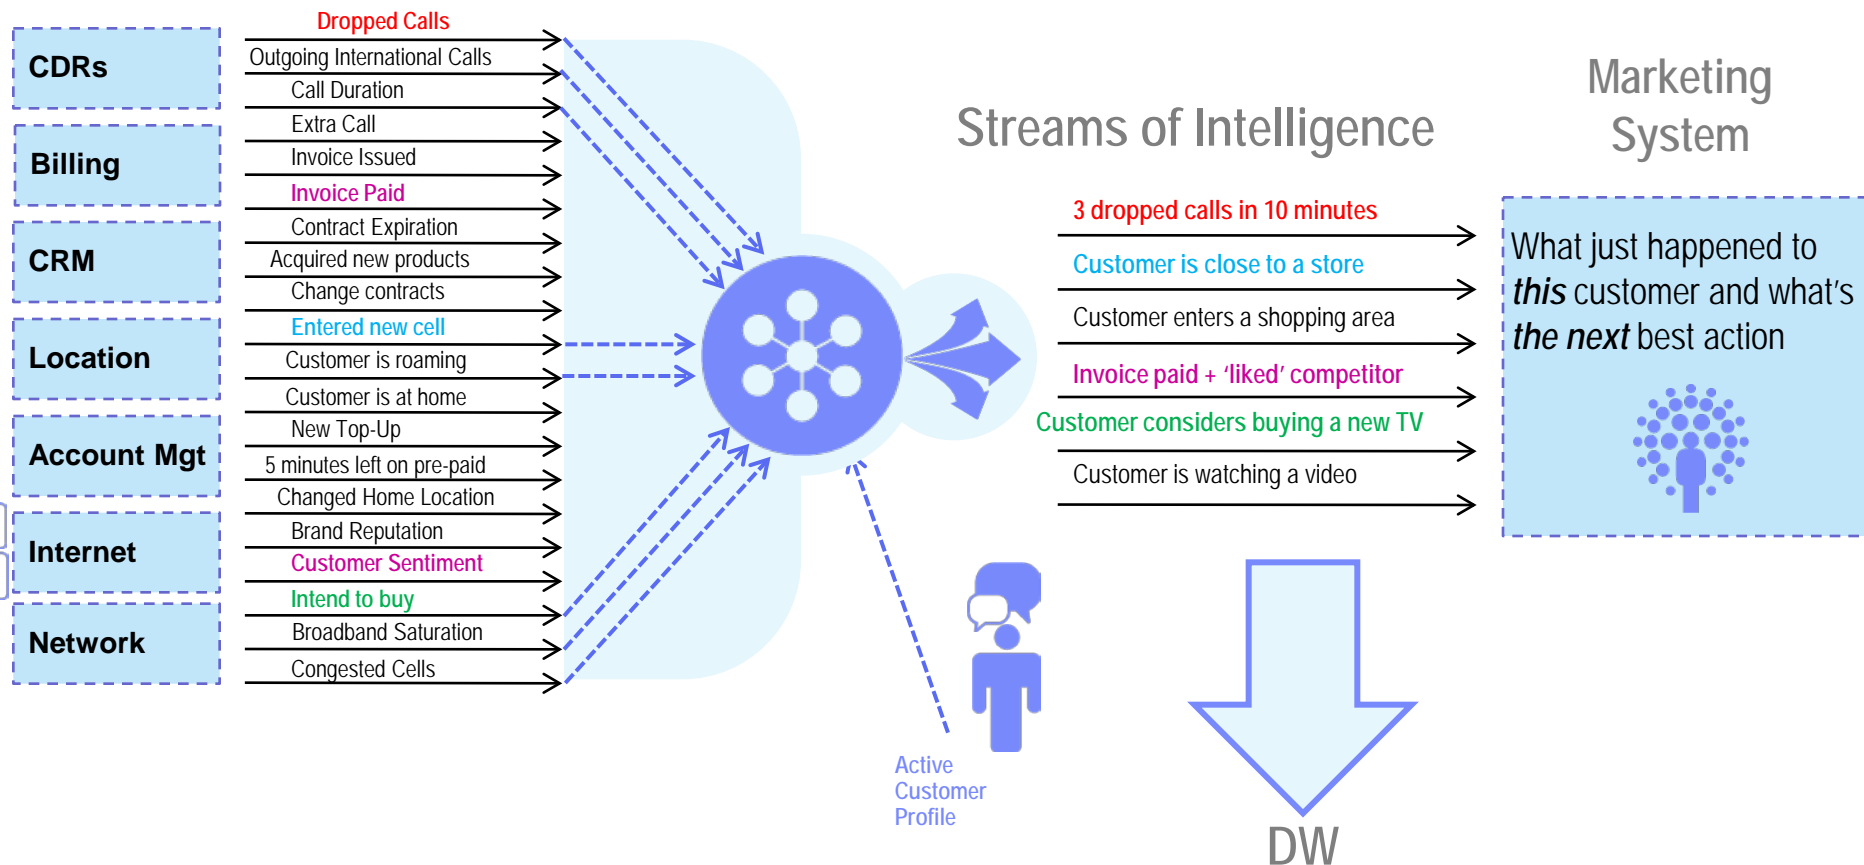 CDRs
Billing
CRM
Location
Account Mgt
Internet
Network
Dropped Calls
Outgoing International Calls
Call Duration
Extra Call
Invoice Issued
Invoice Paid
Contract Expiration
Acquired new products
Change contracts
Entered new cell
Customer is roaming
Customer is at home
New Top-Up
5 minutes left on pre-paid
Changed Home Location
Brand Reputation
Customer Sentiment
Intend to buy
Broadband Saturation
Congested Cells
Active
Customer
Profile
Streams of Intelligence
3 dropped calls in 10 minutes
Customer is close to a store
Customer enters a shopping area
Invoice paid + ‘liked’ competitor
Customer considers buying a new TV
Customer is watching a video
DW
Marketing
System
What just happened to
this customer and what's
the next best action